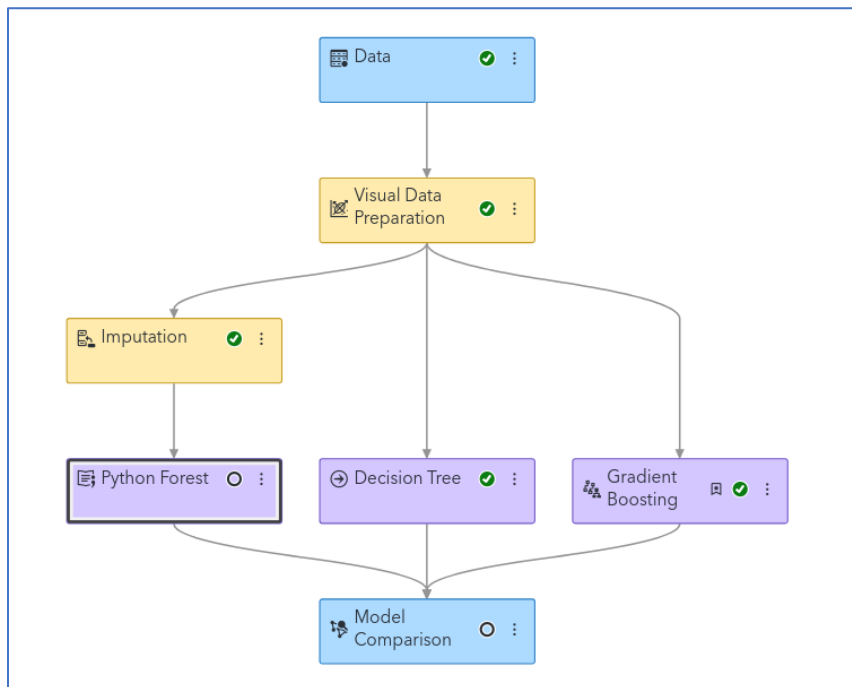 Data
Visual Data
Preparation
Imputation
Python Forest
Decision Tree
Gradient
Boosting
Model
Comparison